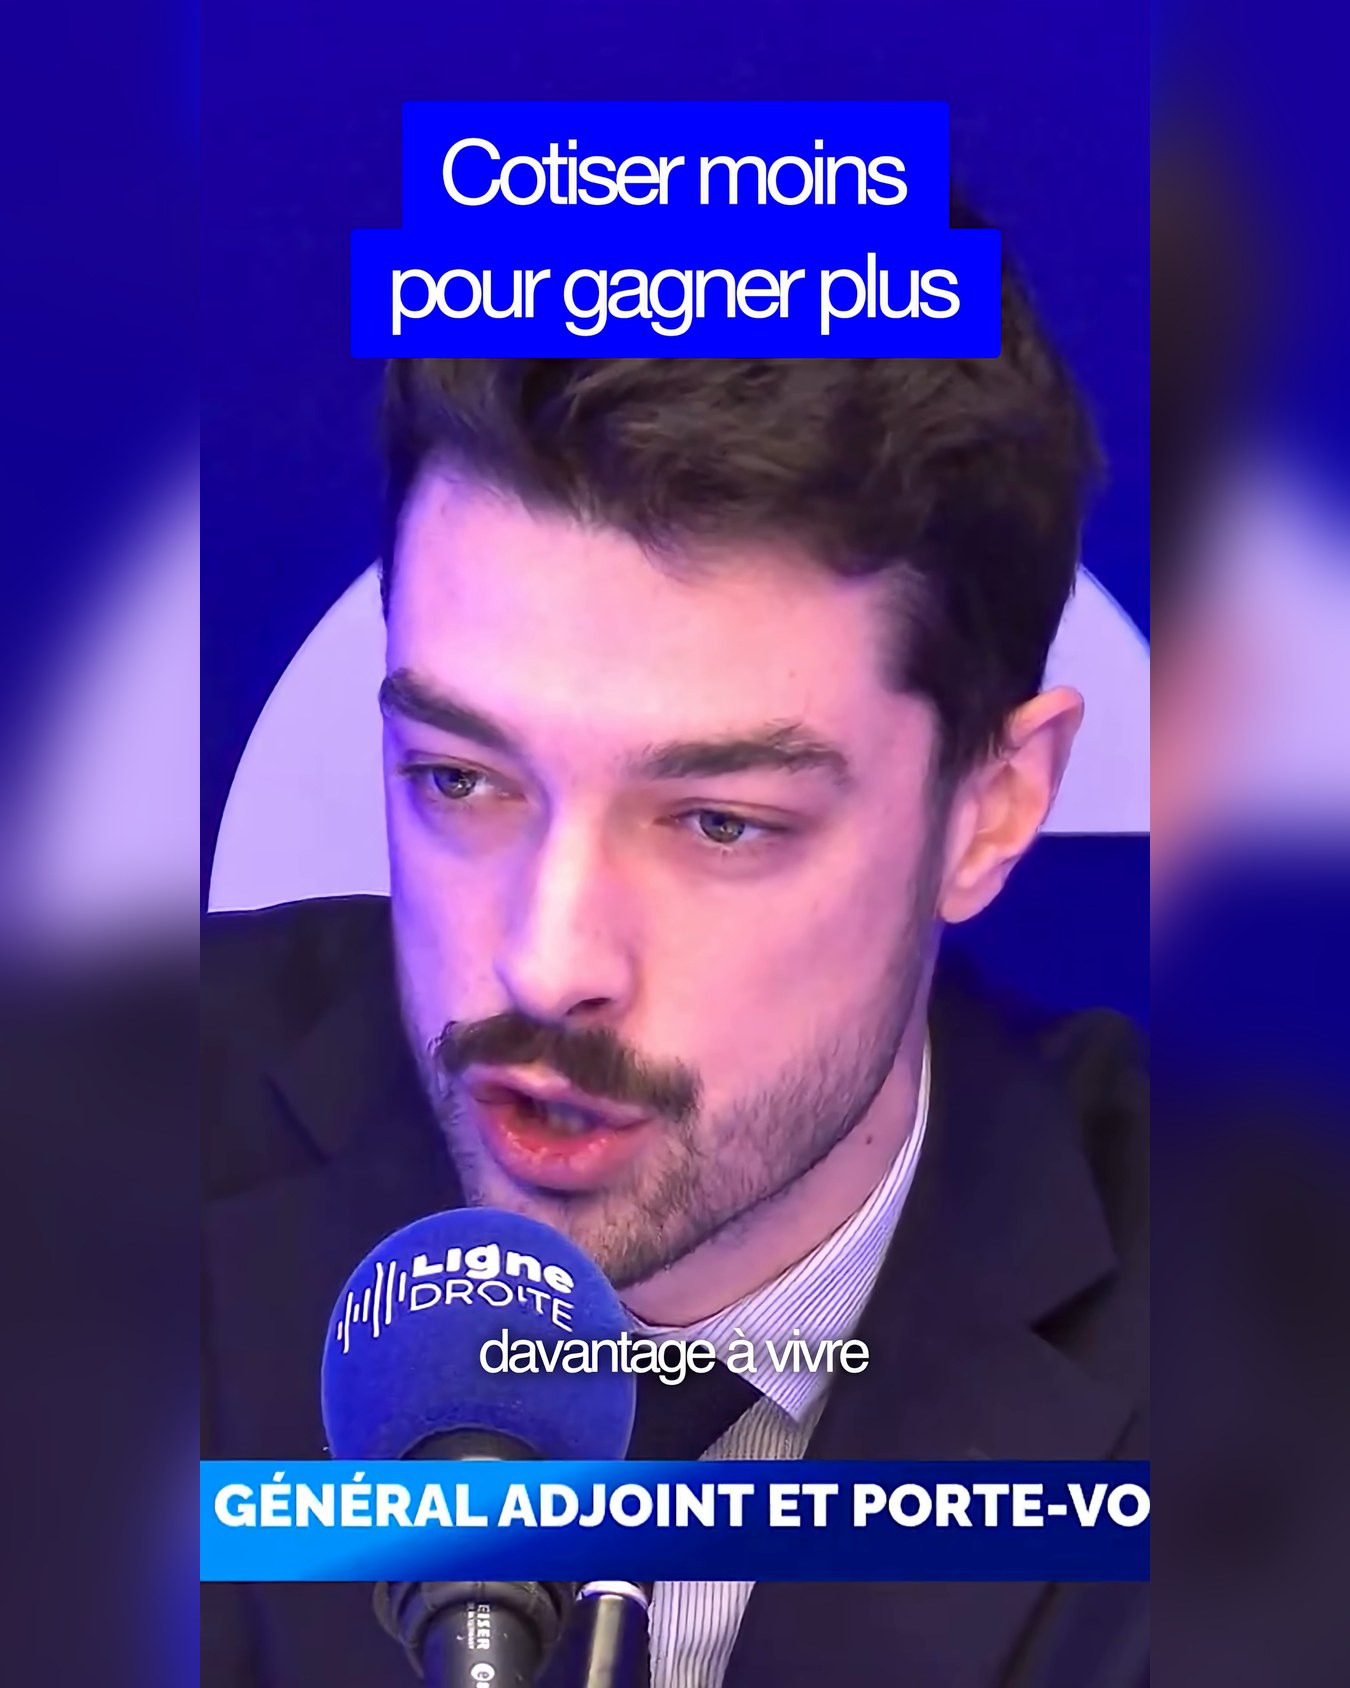 Cotiser moins
pour gagner plus
Ligne
DROITE
davantage à vivre
GÉNÉRAL ADJOINT ET PORTE-VO